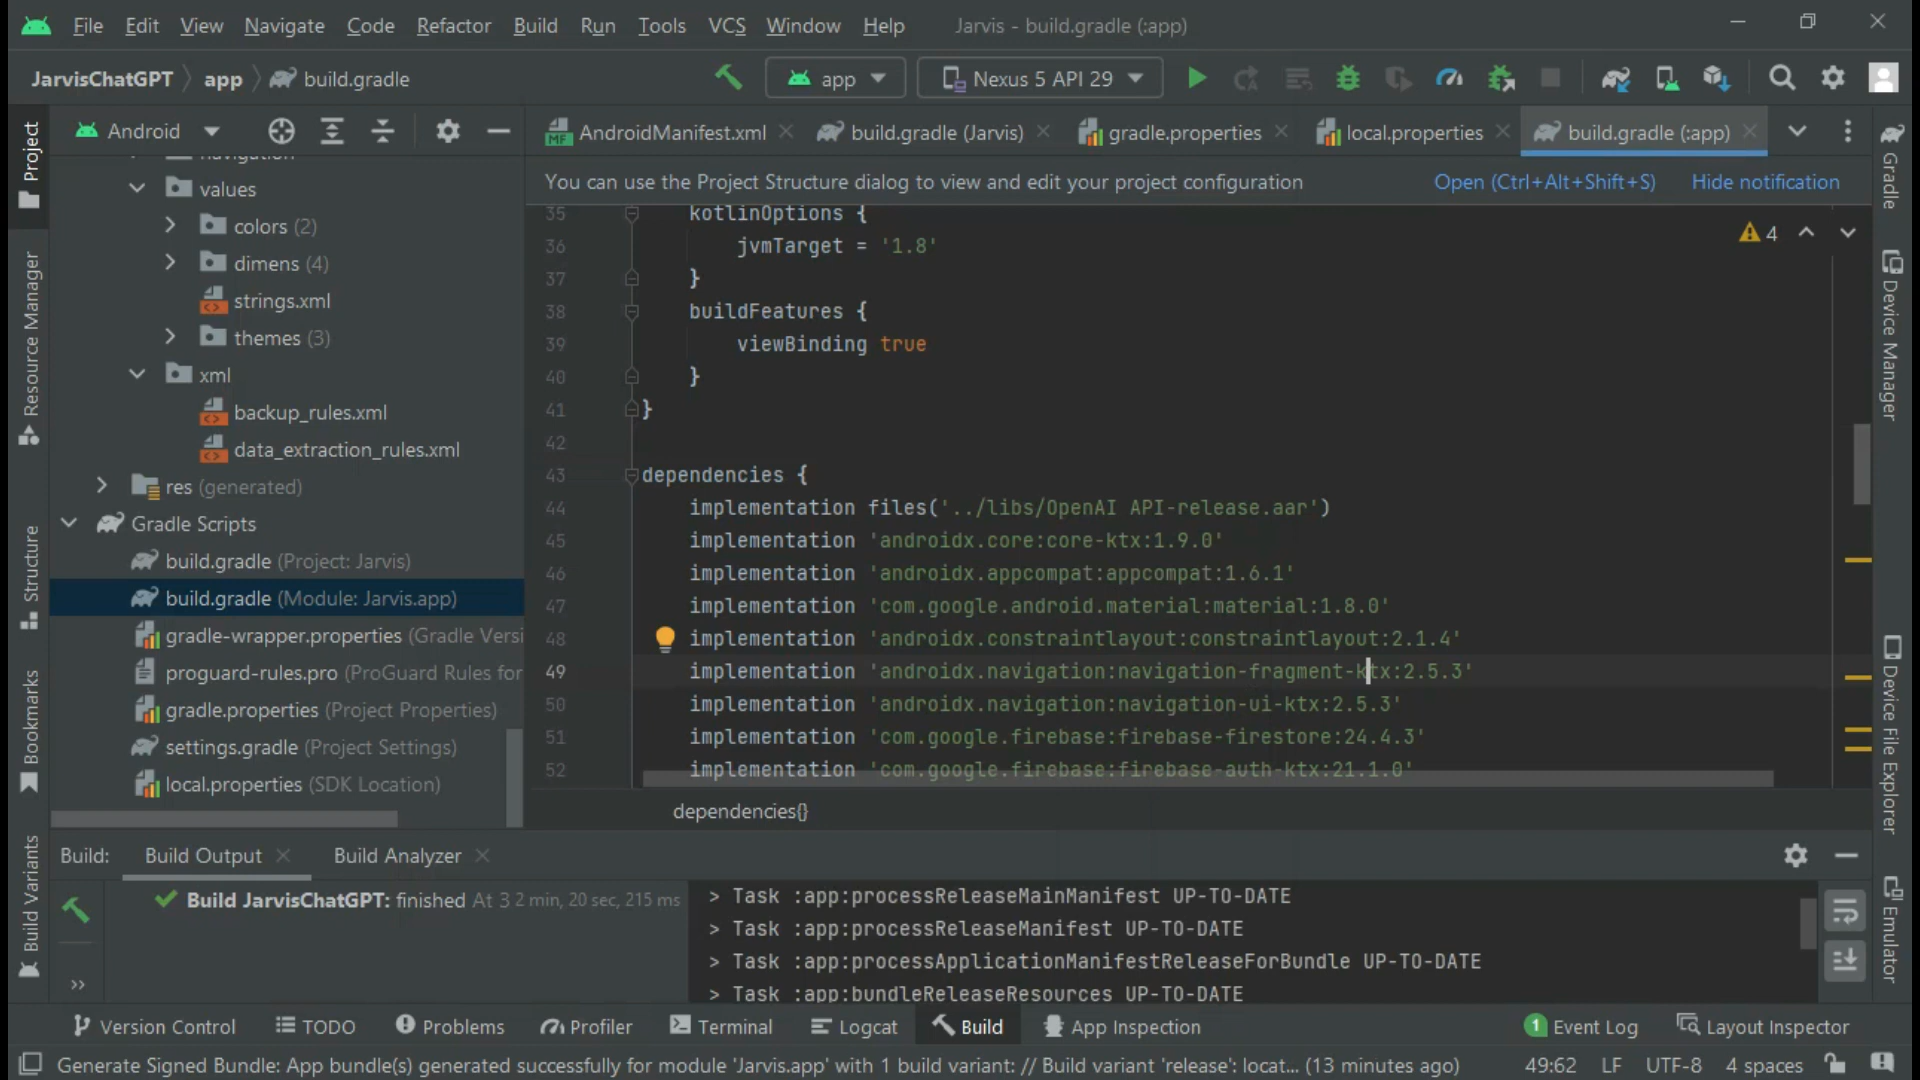 File Edit View Navigate Code Refactor Build Run Tools VCS Window Help Jarvis - build.gradle (:app)
JarvisChatGPT app build.gradle app Nexus 5 API 29
Android
AndroidManifest.xml build.gradle (Jarvis) gradle.properties local.properties build.gradle (:app)
You can use the Project Structure dialog to view and edit your project configuration Open (Ctrl+Alt+Shift+S) Hide notification
Project
Resource Manager
Structure
Bookmarks
Build Variants
navigation
values
colors (2)
dimens (4)
strings.xml
themes (3)
xml
backup_rules.xml
data_extraction_rules.xml
res (generated)
Gradle Scripts
build.gradle (Project: Jarvis)
build.gradle (Module: Jarvis.app)
gradle-wrapper.properties (Gradle Versi
proguard-rules.pro (ProGuard Rules for
gradle.properties (Project Properties)
settings.gradle (Project Settings)
local.properties (SDK Location)
4
35 kotlinOptions {
36 jvmTarget = '1.8'
37 }
38 buildFeatures {
39 viewBinding true
40 }
41 }
42
43 dependencies {
44 implementation files('../libs/OpenAI API-release.aar')
45 implementation 'androidx.core:core-ktx:1.9.0'
46 implementation 'androidx.appcompat:appcompat:1.6.1'
47 implementation 'com.google.android.material:material:1.8.0'
48 implementation 'androidx.constraintlayout:constraintlayout:2.1.4'
49 implementation 'androidx.navigation:navigation-fragment-ktx:2.5.3'
50 implementation 'androidx.navigation:navigation-ui-ktx:2.5.3'
51 implementation 'com.google.firebase:firebase-firestore:24.4.3'
52 implementation 'com.google.firebase:firebase-auth-ktx:21.1.0'
dependencies{}
Gradle
Device Manager
Device File Explorer
Emulator
Build: Build Output Build Analyzer
Build JarvisChatGPT: finished At 3 2 min, 20 sec, 215 ms
> Task :app:processReleaseMainManifest UP-TO-DATE
> Task :app:processReleaseManifest UP-TO-DATE
> Task :app:processApplicationManifestReleaseForBundle UP-TO-DATE
> Task :app:bundleReleaseResources UP-TO-DATE
Version Control TODO Problems Profiler Terminal Logcat Build App Inspection 1 Event Log Layout Inspector
Generate Signed Bundle: App bundle(s) generated successfully for module 'Jarvis.app' with 1 build variant: // Build variant 'release': locat... (13 minutes ago) 49:62 LF UTF-8 4 spaces